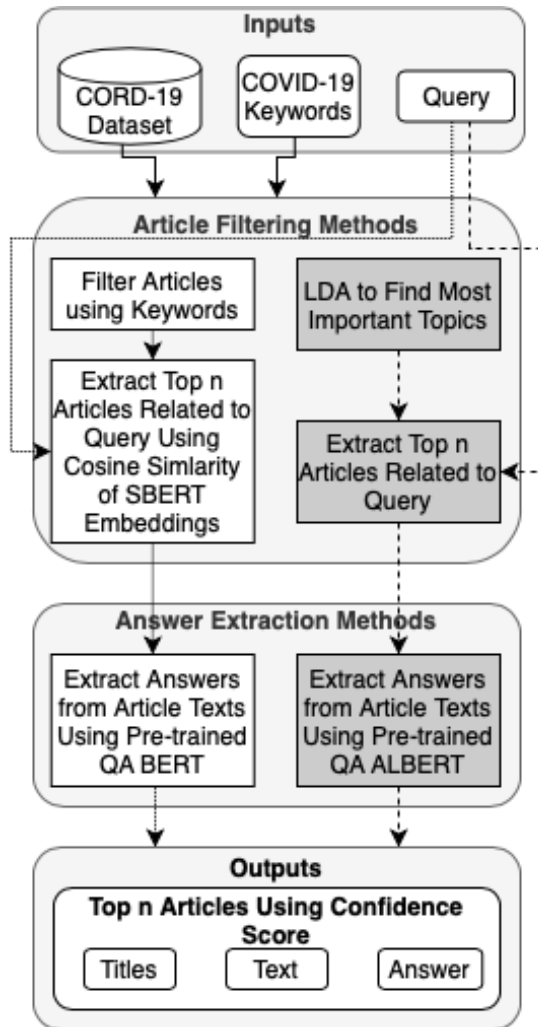 Inputs
CORD-19
Dataset
COVID-19
Keywords
Query
Article Filtering Methods
Filter Articles
using Keywords
LDA to Find Most
Important Topics
Extract Top n
Articles Related to
Query Using
Cosine Simlarity
of SBERT
Embeddings
Extract Top n
Articles Related to
Query
Answer Extraction Methods
Extract Answers
from Article Texts
Using Pre-trained
QA BERT
Extract Answers
from Article Texts
Using Pre-trained
QA ALBERT
Outputs
Top n Articles Using Confidence
Score
Titles
Text
Answer